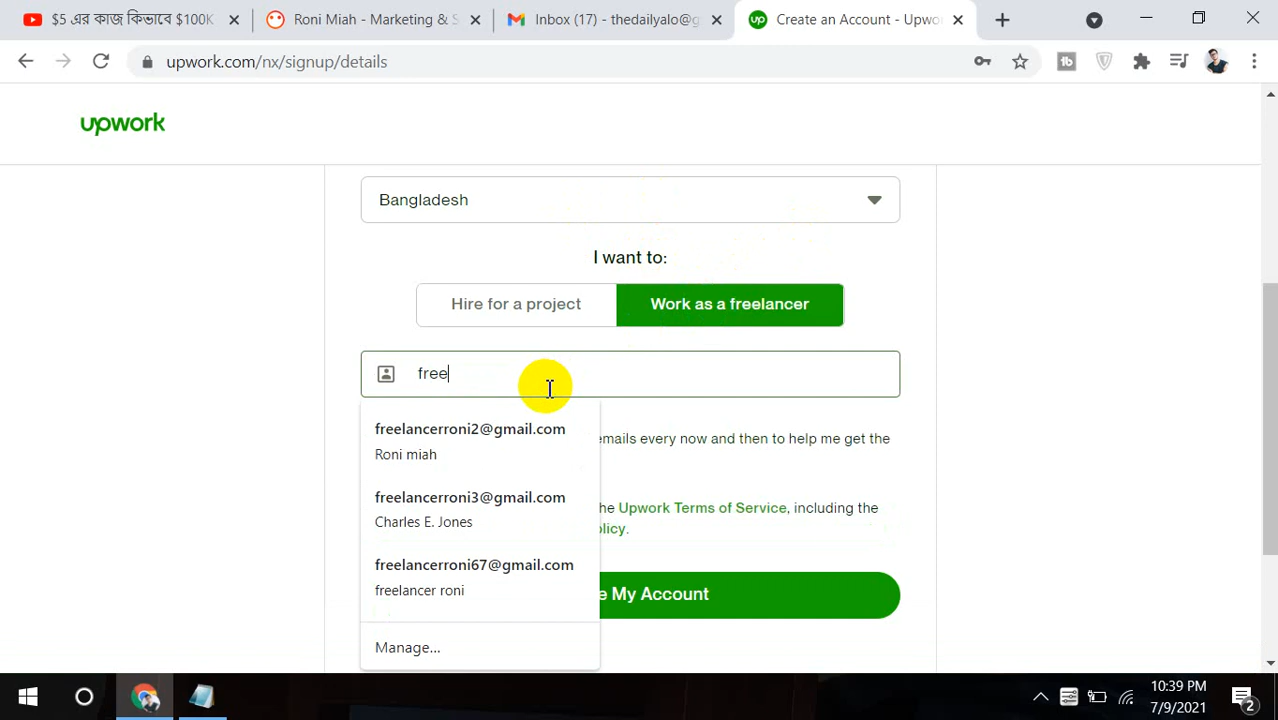 $5 এর কাজ কিভাবে $100K
Roni Miah - Marketing & S
Inbox (17) - thedailyalo@g
Create an Account - Upwo
upwork.com/nx/signup/details
upwork
Bangladesh
I want to:
Hire for a project
Work as a freelancer
free
freelancerroni2@gmail.com
Roni miah
emails every now and then to help me get the
freelancerroni3@gmail.com
Charles E. Jones
he Upwork Terms of Service, including the
olicy.
freelancerroni67@gmail.com
freelancer roni
e My Account
Manage...
10:39 PM
7/9/2021
2